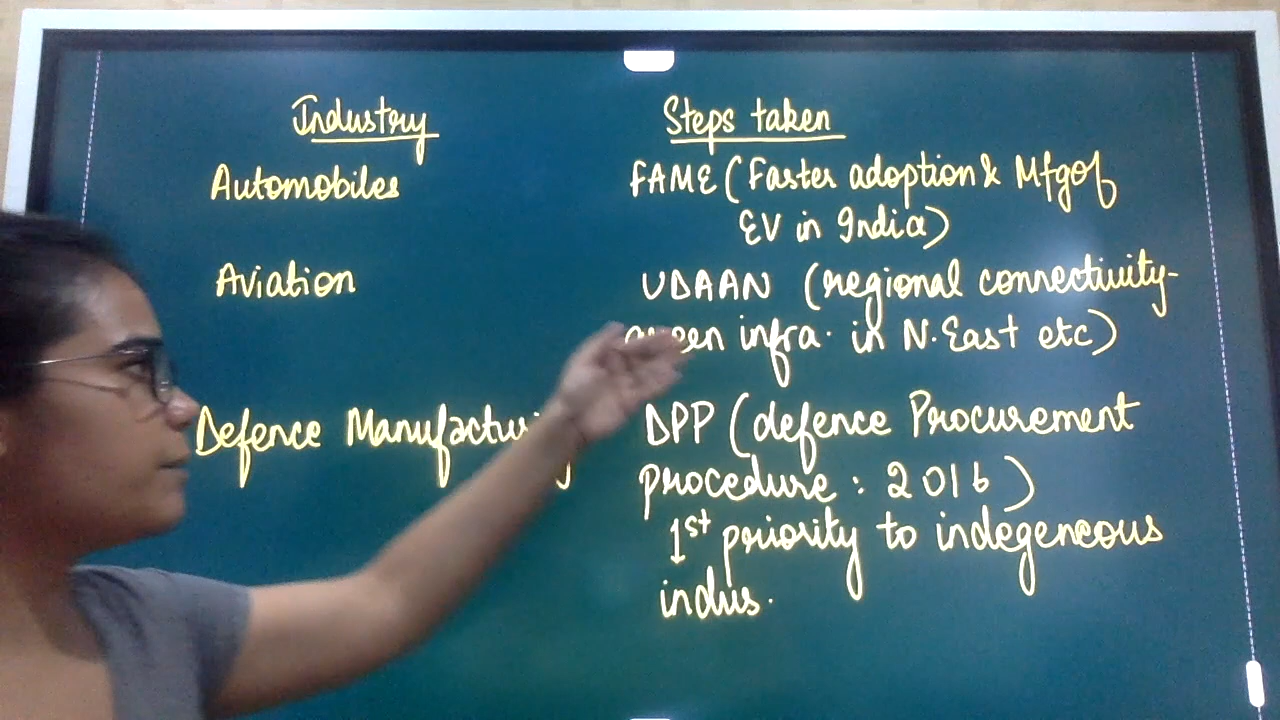 Industry Steps taken
Automobiles FAME (Faster adoption & Mfg of
EV in India)
Aviation UDAAN (regional connectivity-
infra. in N.East etc)
Defence DPP (defence Procurement
procedure : 2016)
1st priority to indegeneous
indus.